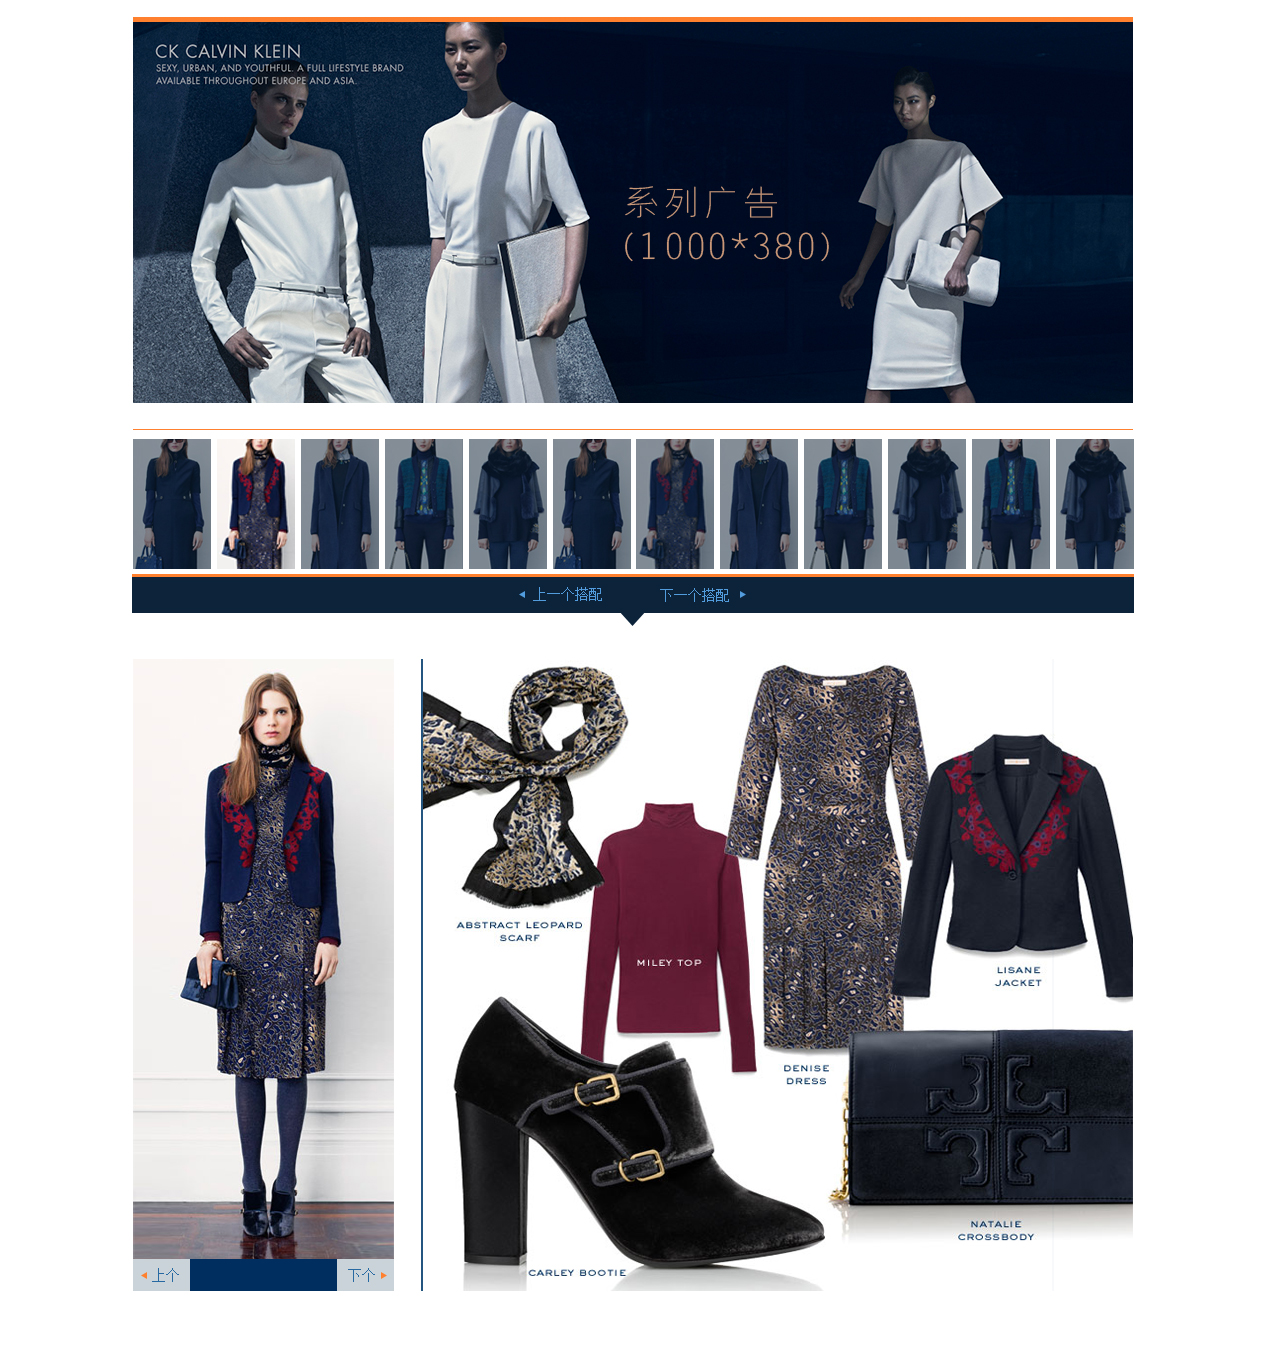 CK CALVIN KLEIN
SEXY, URBAN, AND YOUTHFUL. A FULL LIFESTYLE BRAND
AVAILABLE THROUGHOUT EUROPE AND ASIA.
系列广告
(1000*380)
上一个搭配
下一个搭配
ABSTRACT LEOPARD
SCARF
MILEY TOP
LISANE
JACKET
DENISE
DRESS
NATALIE
CROSSBODY
CARLEY BOOTIE
上个
下个